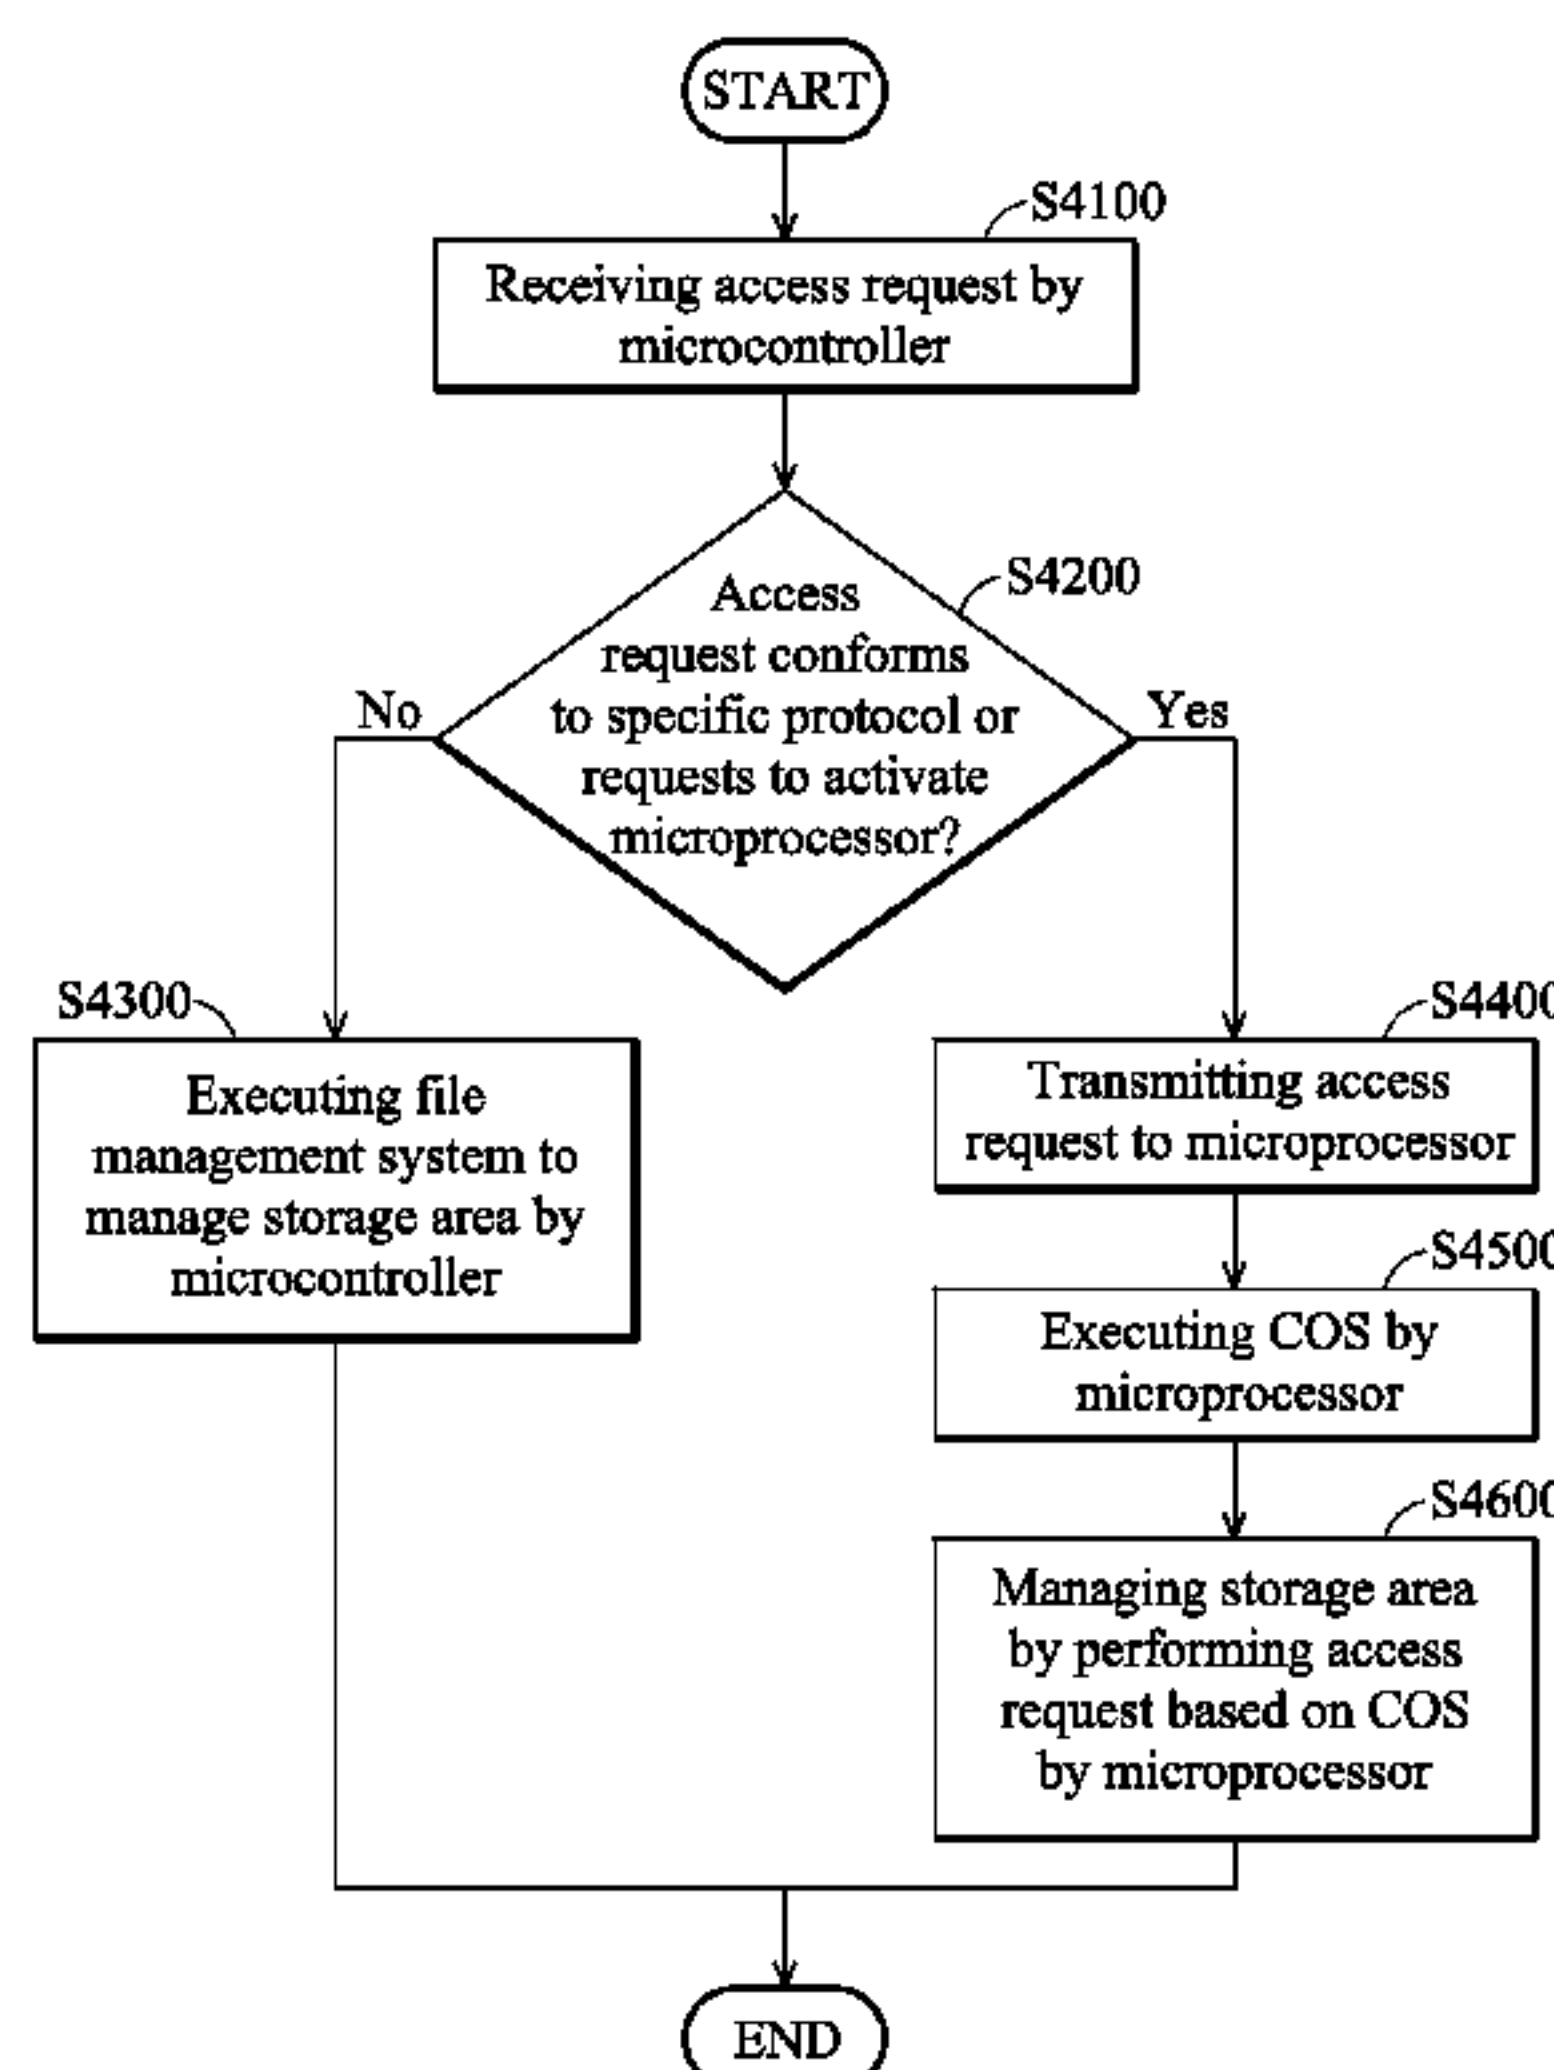 START
S4100
Receiving access request by
microcontroller
S4200
Access
request conforms
to specific protocol or
requests to activate
microprocessor?
No
Yes
S4300
Executing file
management system to
manage storage area by
microcontroller
S4400
Transmitting access
request to microprocessor
S4500
Executing COS by
microprocessor
S4600
Managing storage area
by performing access
request based on COS
by microprocessor
END